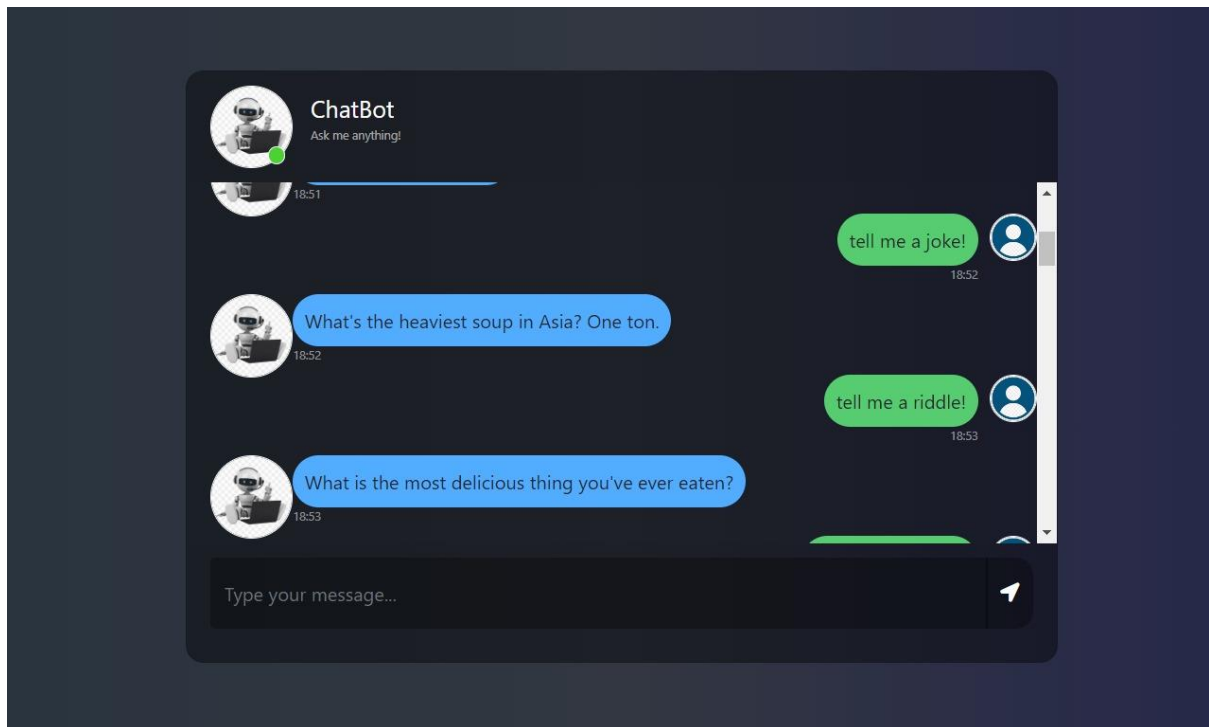 ChatBot
Ask me anything!
18:51
tell me a joke!
18:52
What's the heaviest soup in Asia? One ton.
18:52
tell me a riddle!
18:53
What is the most delicious thing you've ever eaten?
18:53
Type your message...